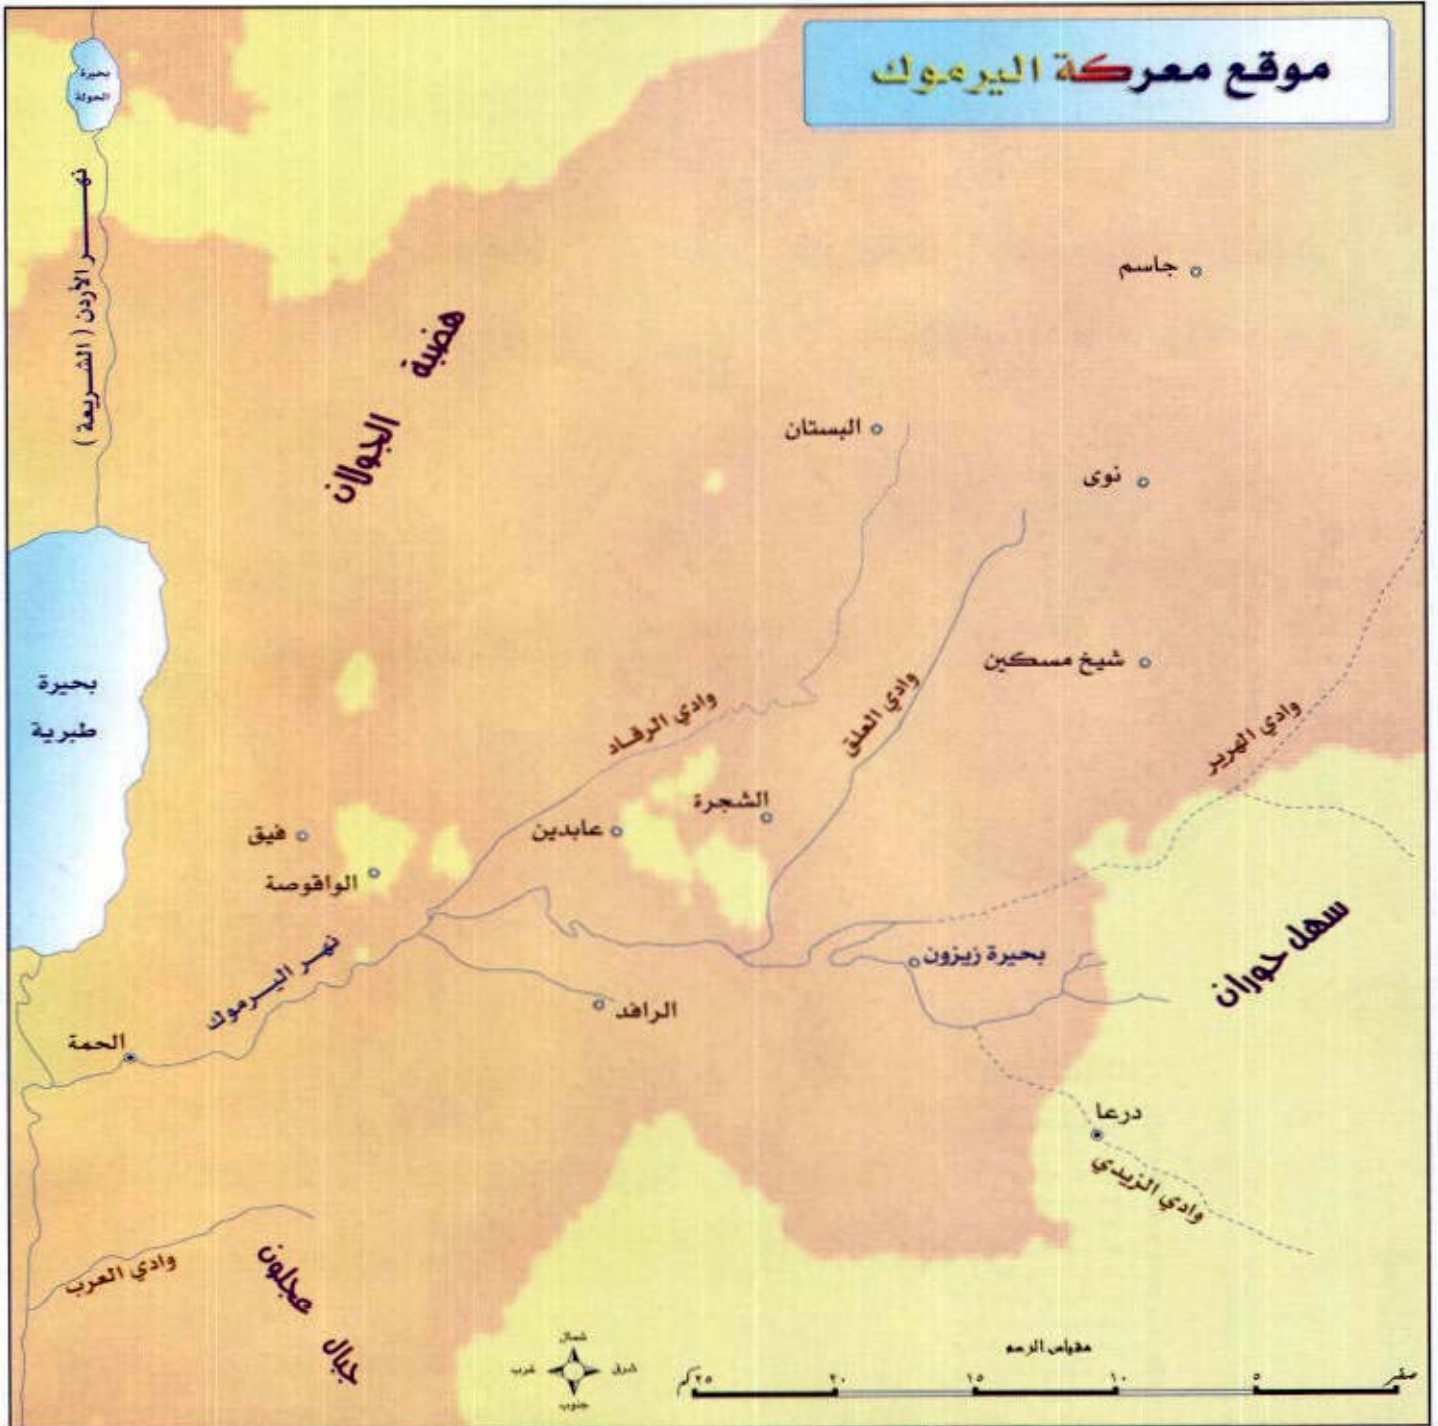 موقع معركة اليرموك
بحيرة
الحولة
نهر الأردن ( الشريعة )
جاسم
هضبة الجولان
البستان
نوى
شيخ مسكين
بحيرة
طبرية
وادي الرقاد
وادي العلق
وادي الهرير
الشجرة
عابدين
فيق
الواقوصة
سهل حوران
نهر اليرموك
بحيرة زيزون
الرافد
الحمة
درعا
وادي الزيدي
وادي العرب
جبال عجلون
شمال
شرق
غرب
جنوب
مقياس الرسم
صفر ٥ ١٠ ١٥ ٢٠ ٢٥ كم